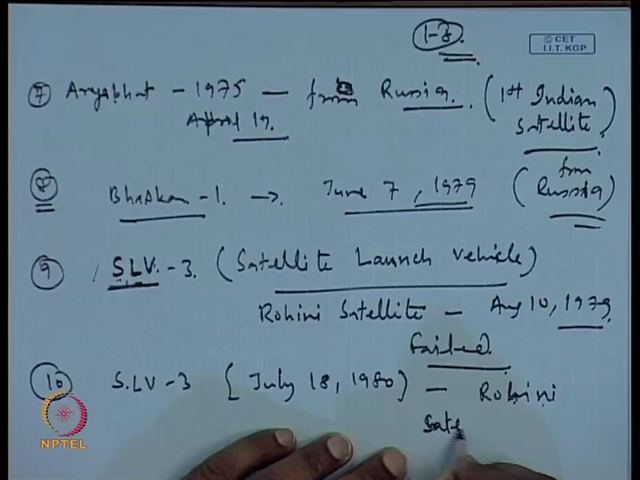 1-3.
© CET
I.I.T. KGP
7 Aryabhat - 1975 - from Russia. (1st Indian
April 19. Satellite)
8 Bhaskar-1. → June 7, 1979 (from
Russia)
9 SLV-3. (Satellite Launch Vehicle)
Rohini Satellite - Aug 10, 1979.
Failed.
10 S.LV-3 [July 18, 1980) - Rohini
Sate
NPTEL